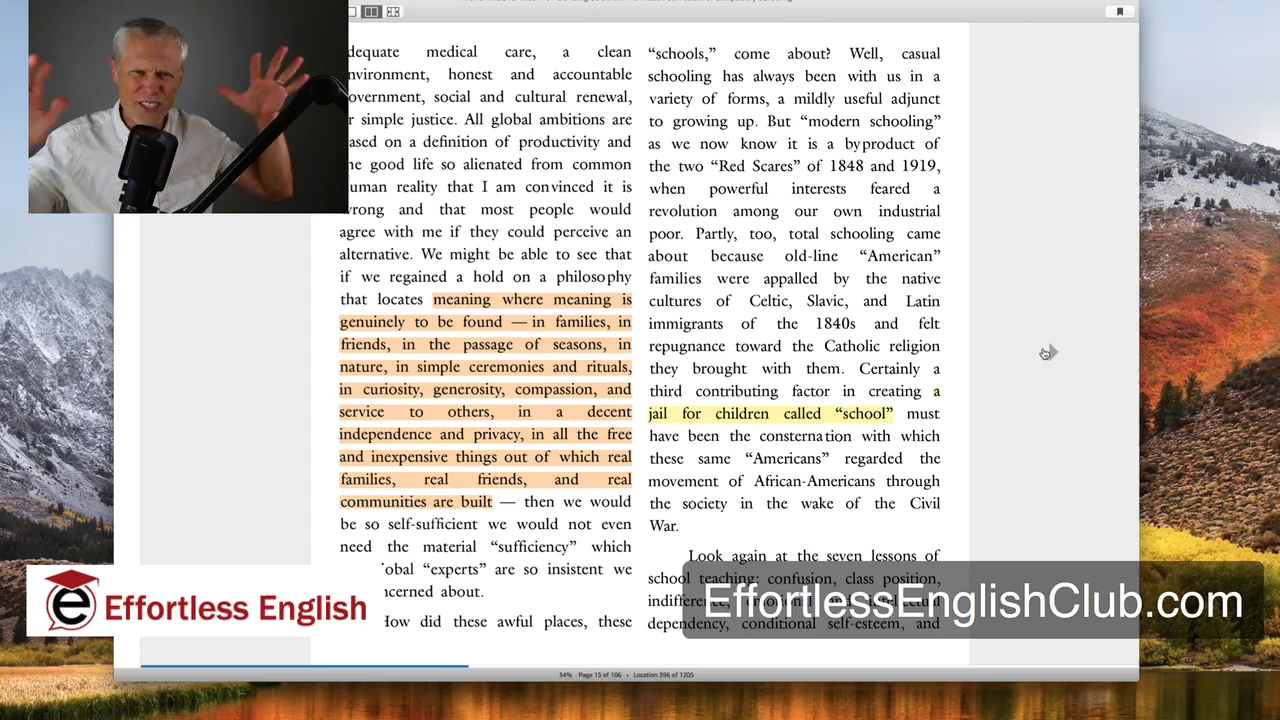 dequate medical care, a clean
nvironment, honest and accountable
overnment, social and cultural renewal,
r simple justice. All global ambitions are
ased on a definition of productivity and
he good life so alienated from common
uman reality that I am convinced it is
wrong and that most people would
agree with me if they could perceive an
alternative. We might be able to see that
if we regained a hold on a philosophy
that locates meaning where meaning is
genuinely to be found — in families, in
friends, in the passage of seasons, in
nature, in simple ceremonies and rituals,
in curiosity, generosity, compassion, and
service to others, in a decent
independence and privacy, in all the free
and inexpensive things out of which real
families, real friends, and real
communities are built — then we would
be so self-sufficient we would not even
need the material “sufficiency” which
lobal “experts” are so insistent we
ncerned about.
How did these awful places, these
“schools,” come about? Well, casual
schooling has always been with us in a
variety of forms, a mildly useful adjunct
to growing up. But “modern schooling”
as we now know it is a byproduct of
the two “Red Scares” of 1848 and 1919,
when powerful interests feared a
revolution among our own industrial
poor. Partly, too, total schooling came
about because old-line “American”
families were appalled by the native
cultures of Celtic, Slavic, and Latin
immigrants of the 1840s and felt
repugnance toward the Catholic religion
they brought with them. Certainly a
third contributing factor in creating a
jail for children called “school” must
have been the consternation with which
these same “Americans” regarded the
movement of African-Americans through
the society in the wake of the Civil
War.
Look again at the seven lessons of
school teaching: confusion, class position,
indifference, emotional and intellectual
dependency, conditional self-esteem, and
e Effortless English
EffortlessEnglishClub.com
34% Page 15 of 106 • Location 396 of 1205